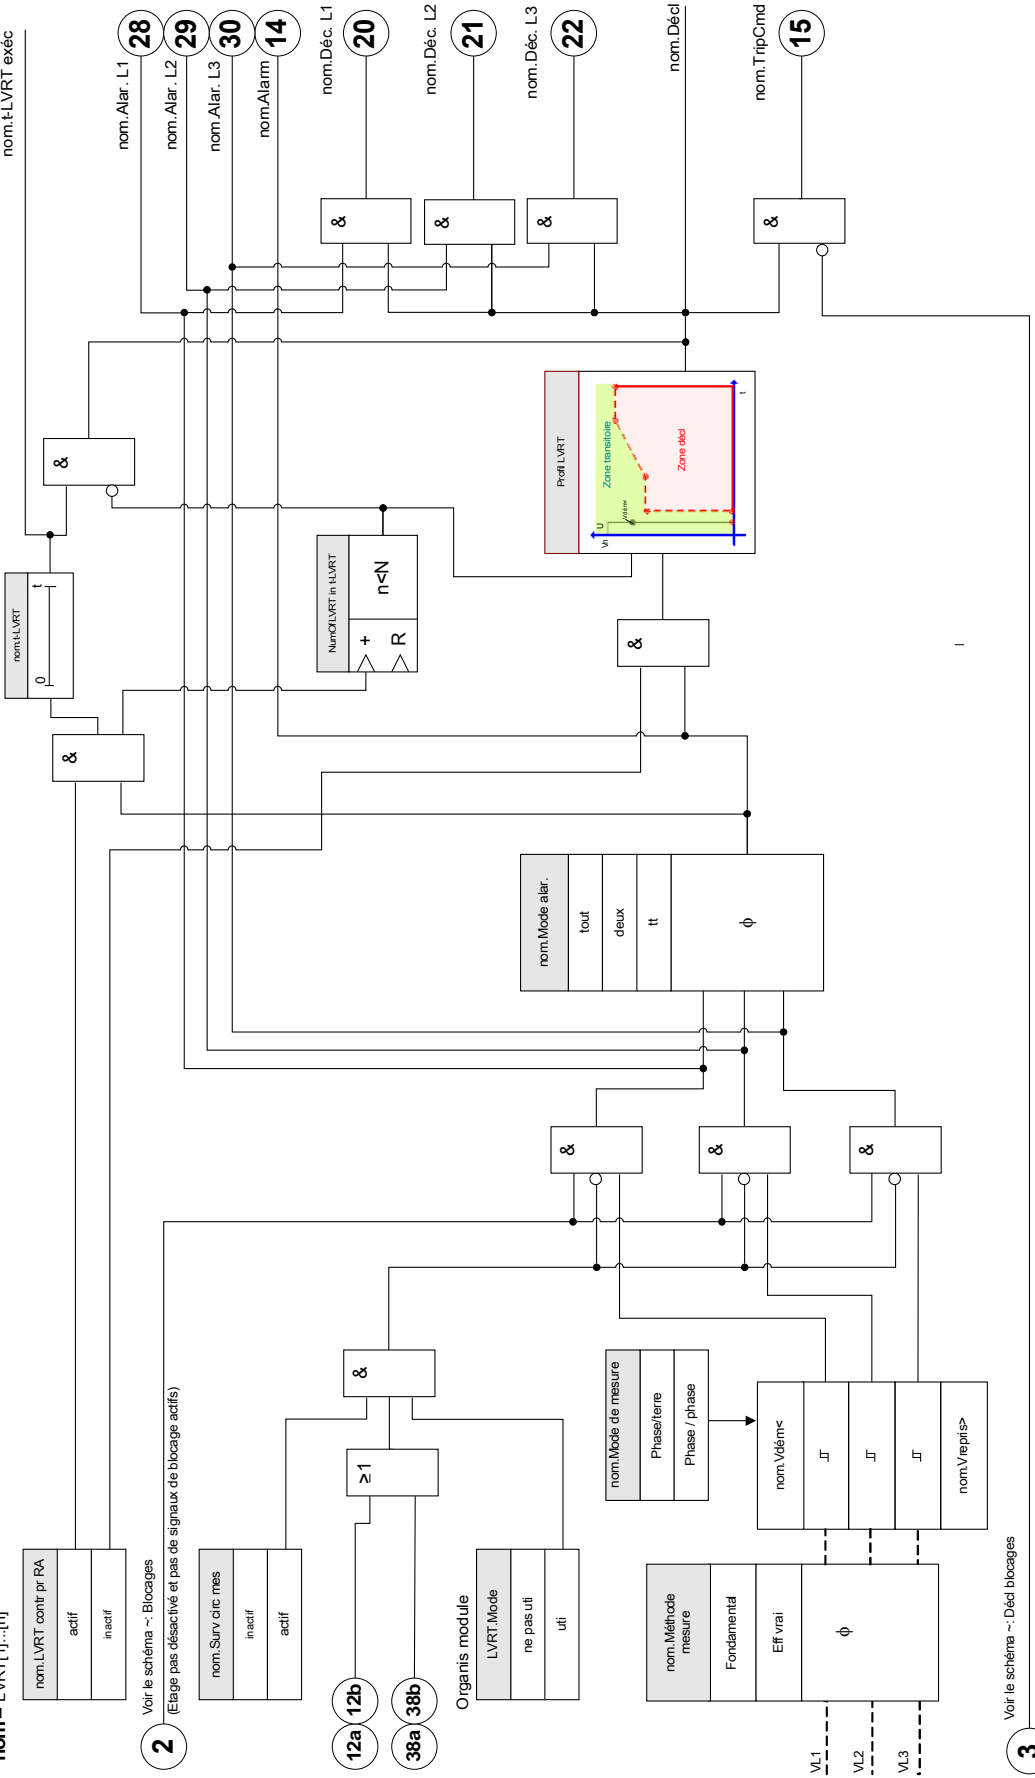 nom = LVRT[1]...[n]
nom.LVRT contr pr RA
actif
inactif
2
Voir le schéma ~: Blocages
(Etage pas désactivé et pas de signaux de blocage actifs)
nom.Surv circ mes
inactif
actif
12a
12b
38a
38b
≥1
&
Organis module
LVRT.Mode
ne pas uti
uti
nom.Mode de mesure
Phase/terre
Phase / phase
nom.Méthode
mesure
Fondamental
Eff vrai
ϕ
VL1
VL2
VL3
nom.Vdém<
nom.Vrepris>
3
Voir le schéma ~: Décl blocages
&
&
&
nom.Mode alar.
tout
deux
tt
ϕ
&
nom.t-LVRT
0
t
NumOfLVRT in t-LVRT
+
R
n<N
&
&
Profil LVRT
Zone transitoire
Zone décl
Vn
U
Vdém<
t
&
&
&
&
nom.t-LVRT exéc
nom.Alar. L1
28
nom.Alar. L2
29
nom.Alar. L3
30
nom.Alarm
14
nom.Déc. L1
20
nom.Déc. L2
21
nom.Déc. L3
22
nom.Décl
nom.TripCmd
15